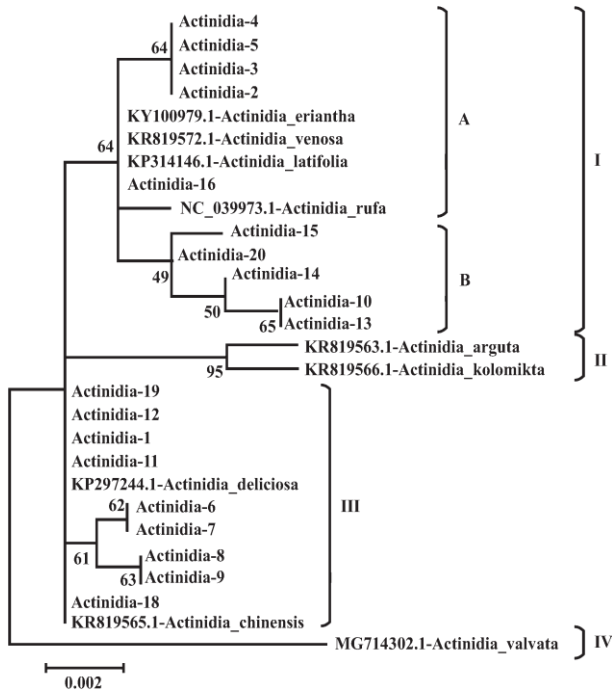 Actinidia-4
64
Actinidia-5
Actinidia-3
Actinidia-2
KY100979.1-Actinidia_eriantha
A
KR819572.1-Actinidia_venosa
64
I
KP314146.1-Actinidia_latifolia
Actinidia-16
NC_039973.1-Actinidia_rufa
Actinidia-15
Actinidia-20
49
Actinidia-14
B
50
Actinidia-10
65
Actinidia-13
KR819563.1-Actinidia_arguta
II
95
KR819566.1-Actinidia_kolomikta
Actinidia-19
Actinidia-12
Actinidia-1
Actinidia-11
KP297244.1-Actinidia_deliciosa
III
62
Actinidia-6
Actinidia-7
61
Actinidia-8
63
Actinidia-9
Actinidia-18
KR819565.1-Actinidia_chinensis
MG714302.1-Actinidia_valvata
IV
0.002